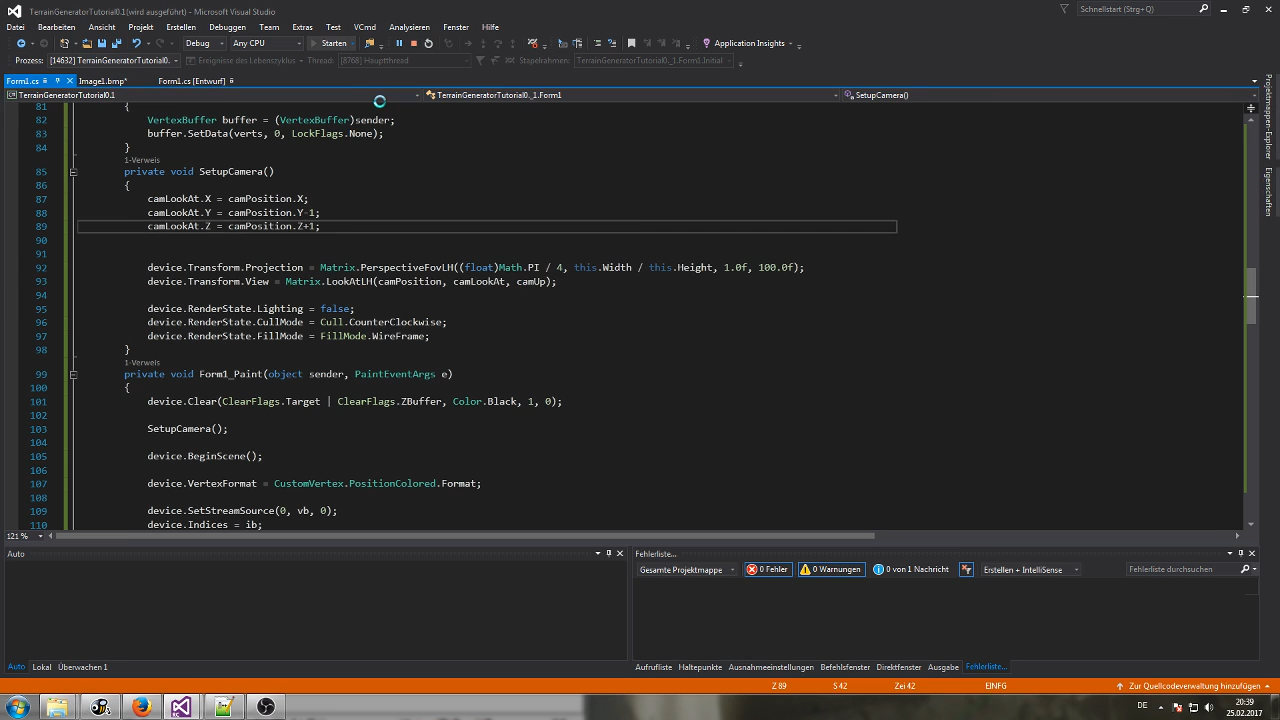 TerrainGeneratorTutorial0.1(wird ausgeführt) - Microsoft Visual Studio
Schnellstart (Strg+Q)
Datei Bearbeiten Ansicht Projekt Erstellen Debuggen Team Extras Test VCmd Analysieren Fenster Hilfe
Debug Any CPU Starten Application Insights
Prozess: [14632] TerrainGeneratorTutorial0. Ereignisse des Lebenszyklus Thread: [8768] Hauptthread Stapelrahmen: TerrainGeneratorTutorial0._1.Form1.Init
Form1.cs Image1.bmp* Form1.cs [Entwurf]
TerrainGeneratorTutorial0.1 TerrainGeneratorTutorial0._1.Form1 SetupCamera()
81 {
82 VertexBuffer buffer = (VertexBuffer)sender;
83 buffer.SetData(verts, 0, LockFlags.None);
84 }
1-Verweis
85 private void SetupCamera()
86 {
87 camLookAt.X = camPosition.X;
88 camLookAt.Y = camPosition.Y-1;
89 camLookAt.Z = camPosition.Z+1;
90
91
92 device.Transform.Projection = Matrix.PerspectiveFovLH((float)Math.PI / 4, this.Width / this.Height, 1.0f, 100.0f);
93 device.Transform.View = Matrix.LookAtLH(camPosition, camLookAt, camUp);
94
95 device.RenderState.Lighting = false;
96 device.RenderState.CullMode = Cull.CounterClockwise;
97 device.RenderState.FillMode = FillMode.WireFrame;
98 }
1-Verweis
99 private void Form1_Paint(object sender, PaintEventArgs e)
100 {
101 device.Clear(ClearFlags.Target | ClearFlags.ZBuffer, Color.Black, 1, 0);
102
103 SetupCamera();
104
105 device.BeginScene();
106
107 device.VertexFormat = CustomVertex.PositionColored.Format;
108
109 device.SetStreamSource(0, vb, 0);
110 device.Indices = ib;
Projektmappen-Explorer
Eigenschaften
121 %
Auto
Fehlerliste...
Gesamte Projektmappe 0 Fehler 0 Warnungen 0 von 1 Nachricht Erstellen + IntelliSense Fehlerliste durchsuchen
Auto Lokal Überwachen 1
Aufrufliste Haltepunkte Ausnahmeeinstellungen Befehlsfenster Direktfenster Ausgabe Fehlerliste...
Z 89 S 42 Zei 42 EINFG Zur Quellcodeverwaltung hinzufügen
DE 20:39
25.02.2017